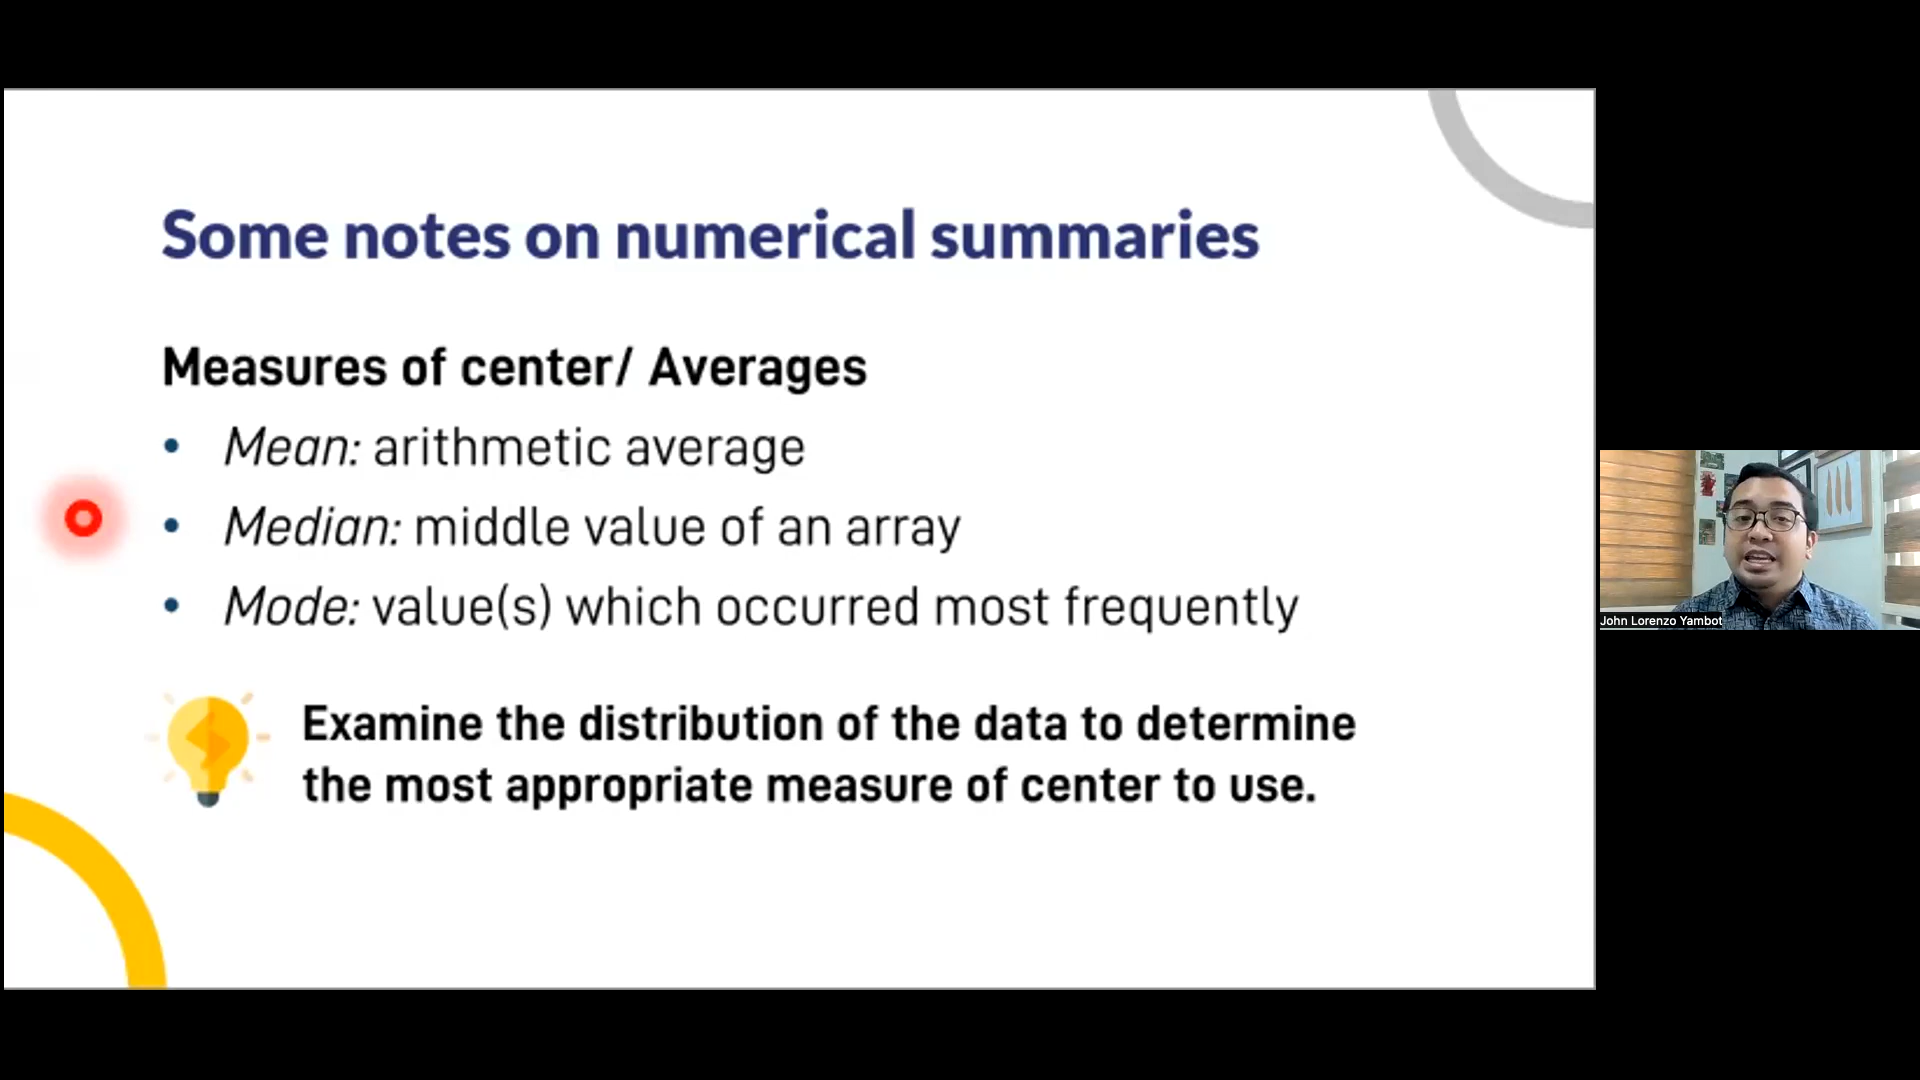 Some notes on numerical summaries
Measures of center/ Averages
• Mean: arithmetic average
• Median: middle value of an array
• Mode: value(s) which occurred most frequently
Examine the distribution of the data to determine
the most appropriate measure of center to use.
John Lorenzo Yambot